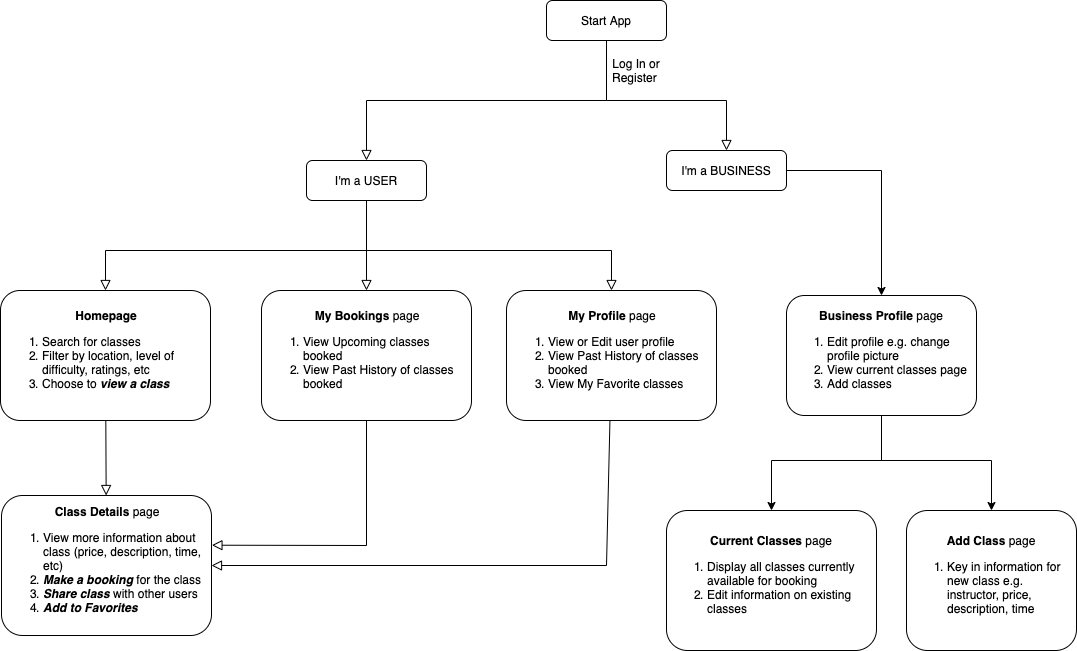 Start App
Log In or
Register
I'm a USER
I'm a BUSINESS
Homepage
1. Search for classes
2. Filter by location, level of
difficulty, ratings, etc
3. Choose to view a class
My Bookings page
1. View Upcoming classes
booked
2. View Past History of classes
booked
My Profile page
1. View or Edit user profile
2. View Past History of classes
booked
3. View My Favorite classes
Business Profile page
1. Edit profile e.g. change
profile picture
2. View current classes page
3. Add classes
Class Details page
1. View more information about
class (price, description, time,
etc)
2. Make a booking for the class
3. Share class with other users
4. Add to Favorites
Current Classes page
1. Display all classes currently
available for booking
2. Edit information on existing
classes
Add Class page
1. Key in information for
new class e.g.
instructor, price,
description, time